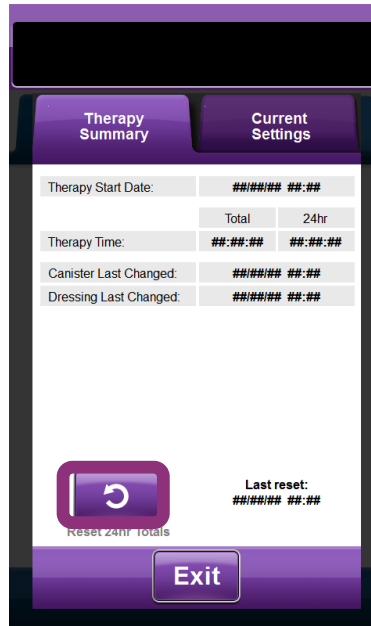 Therapy Summary
Current Settings
Therapy Start Date: ##/##/## ##:##
Total 24hr
Therapy Time: ##:##:## ##:##:##
Canister Last Changed: ##/##/## ##:##
Dressing Last Changed: ##/##/## ##:##
Last reset:
##/##/## ##:##
Reset 24hr Totals
Exit